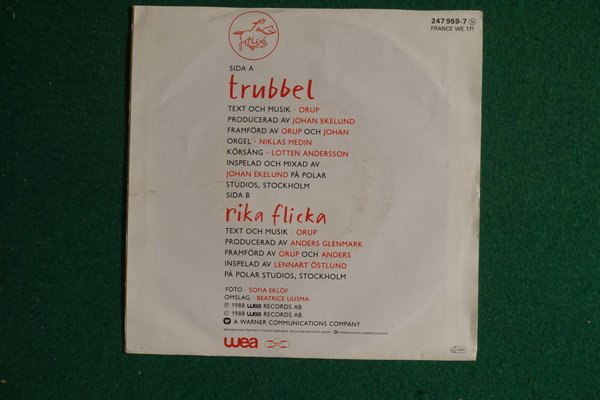 247 959-7 Ⓝ
FRANCE WE 171
SIDA A
trubbel
TEXT OCH MUSIK · ORUP
PRODUCERAD AV JOHAN EKELUND
FRAMFÖRD AV ORUP OCH JOHAN
ORGEL · NIKLAS MEDIN
KÖRSÅNG · LOTTEN ANDERSSON
INSPELAD OCH MIXAD AV
JOHAN EKELUND PÅ POLAR
STUDIOS, STOCKHOLM
SIDA B
rika flicka
TEXT OCH MUSIK · ORUP
PRODUCERAD AV ANDERS GLENMARK
FRAMFÖRD AV ORUP OCH ANDERS
INSPELAD AV LENNART ÖSTLUND
PÅ POLAR STUDIOS, STOCKHOLM
FOTO · SOFIA EKLÖF
OMSLAG · BEATRICE UUSMA
℗ 1988 wea RECORDS AB
© 1988 wea RECORDS AB
A WARNER COMMUNICATIONS COMPANY
wea